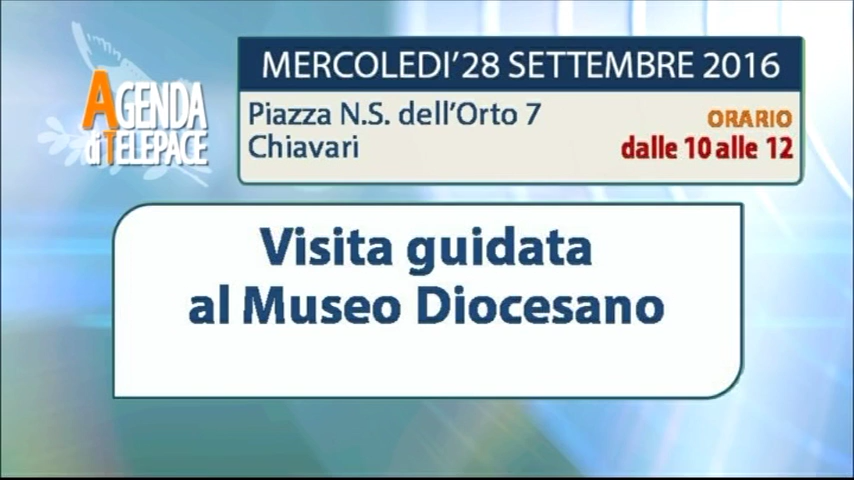 AGENDA
di TELEPACE
MERCOLEDI'28 SETTEMBRE 2016
Piazza N.S. dell'Orto 7
Chiavari
ORARIO
dalle 10 alle 12
Visita guidata
al Museo Diocesano